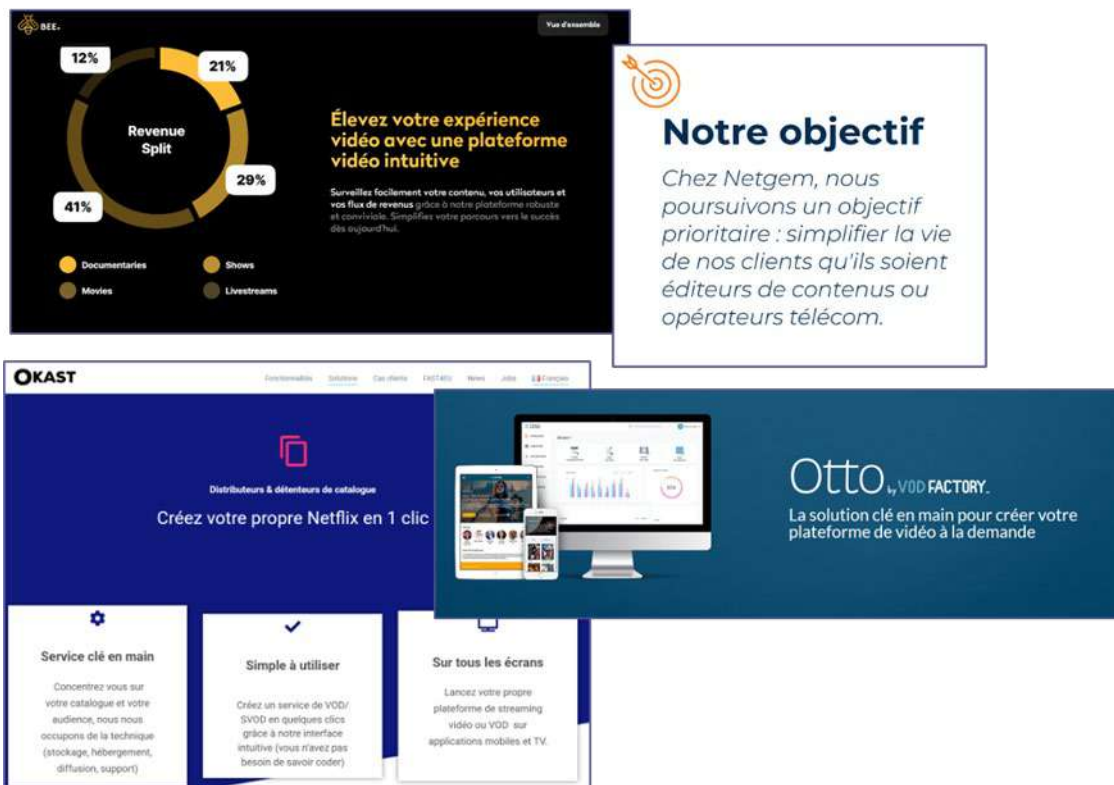 BEE.
Vue d'ensemble
12%
21%
Revenue
Split
29%
41%
Documentaries
Shows
Movies
Livestreams
Élevez votre expérience
vidéo avec une plateforme
vidéo intuitive
Surveillez facilement votre contenu, vos utilisateurs et
vos flux de revenus grâce à notre plateforme robuste
et conviviale. Simplifiez votre parcours vers le succès
dès aujourd'hui.
Notre objectif
Chez Netgem, nous
poursuivons un objectif
prioritaire : simplifier la vie
de nos clients qu'ils soient
éditeurs de contenus ou
opérateurs télécom.
OKAST
Fonctionnalités Solutions Cas clients FAST4EU News Jobs Français
Distributeurs & détenteurs de catalogue
Créez votre propre Netflix en 1 clic
Service clé en main
Concentrez vous sur
votre catalogue et votre
audience, nous nous
occupons de la technique
(stockage, hébergement,
diffusion, support)
Simple à utiliser
Créez un service de VOD/
SVOD en quelques clics
grâce à notre interface
intuitive (vous n'avez pas
besoin de savoir coder)
Sur tous les écrans
Lancez votre propre
plateforme de streaming
vidéo ou VOD sur
applications mobiles et TV.
Otto by VOD FACTORY
La solution clé en main pour créer votre
plateforme de vidéo à la demande